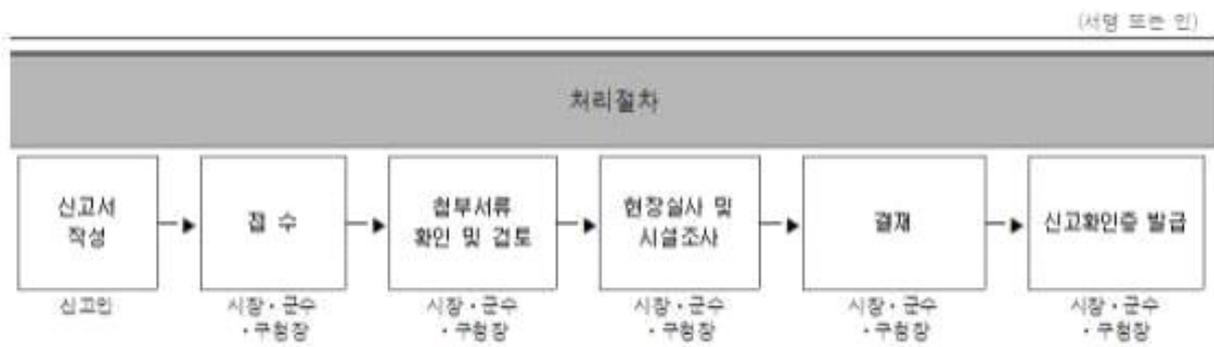 (서명 또는 인)
처리절차
신고서
작성
접 수
첨부서류
확인 및 검토
현장실사 및
시설조사
결재
신고확인증 발급
신고인
시장·군수
·구청장
시장·군수
·구청장
시장·군수
·구청장
시장·군수
·구청장
시장·군수
·구청장